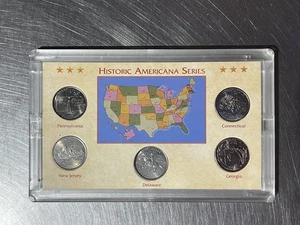 HISTORIC AMERICANA SERIES
Pennsylvania
Connecticut
New Jersey
Delaware
Georgia